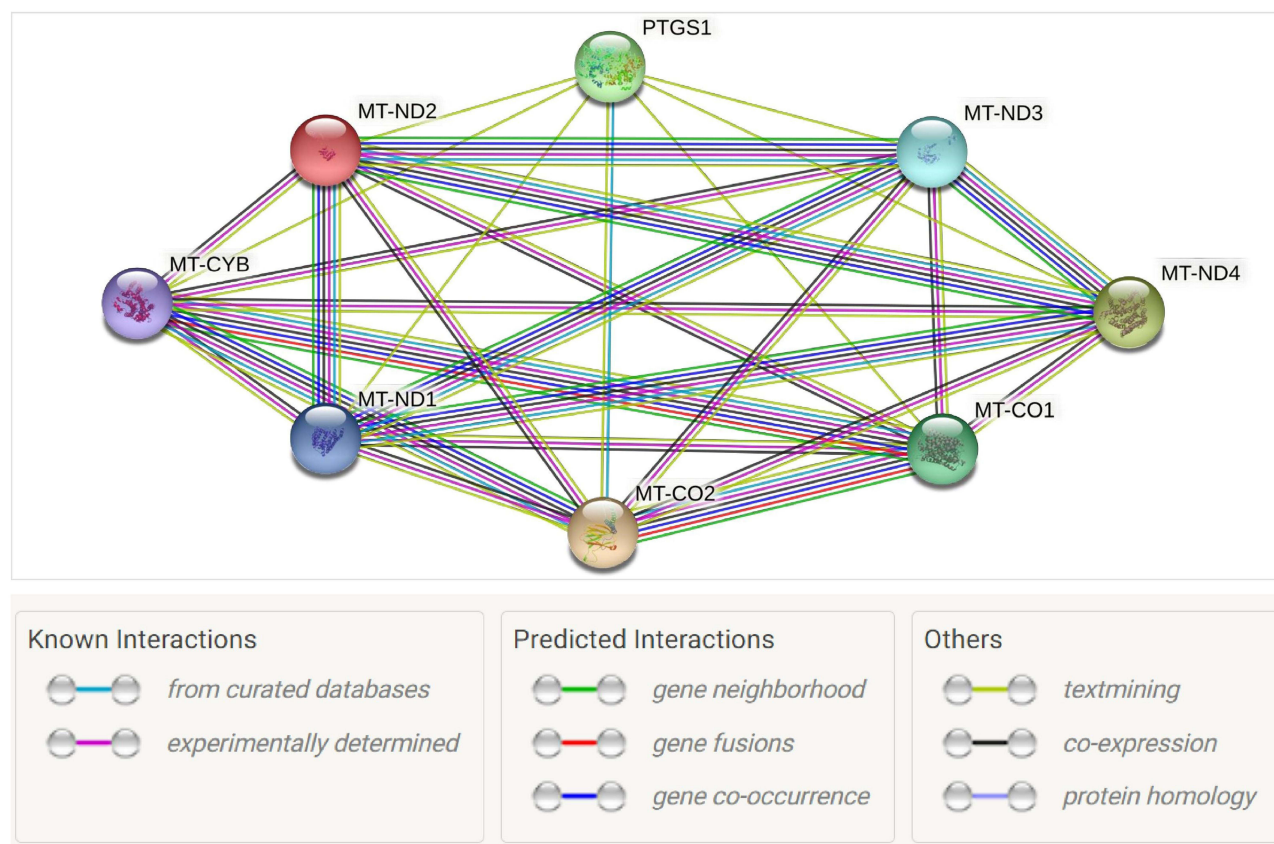 PTGS1
MT-ND2
MT-ND3
MT-CYB
MT-ND4
MT-ND1
MT-CO1
MT-CO2
Known Interactions
from curated databases
experimentally determined
Predicted Interactions
gene neighborhood
gene fusions
gene co-occurrence
Others
textmining
co-expression
protein homology